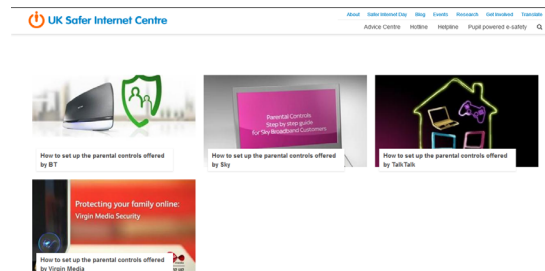 About Safer Internet Day Blog Events Research Get Involved Translate
UK Safer Internet Centre
Advice Centre Hotline Helpline Pupil powered e-safety
Parental Controls
Step by step guide
for Sky Broadband Customers
How to set up the parental controls offered
by BT
How to set up the parental controls offered
by Sky
How to set up the parental controls offered
by TalkTalk
Protecting your family online:
Virgin Media Security
How to set up the parental controls offered
by Virgin Media